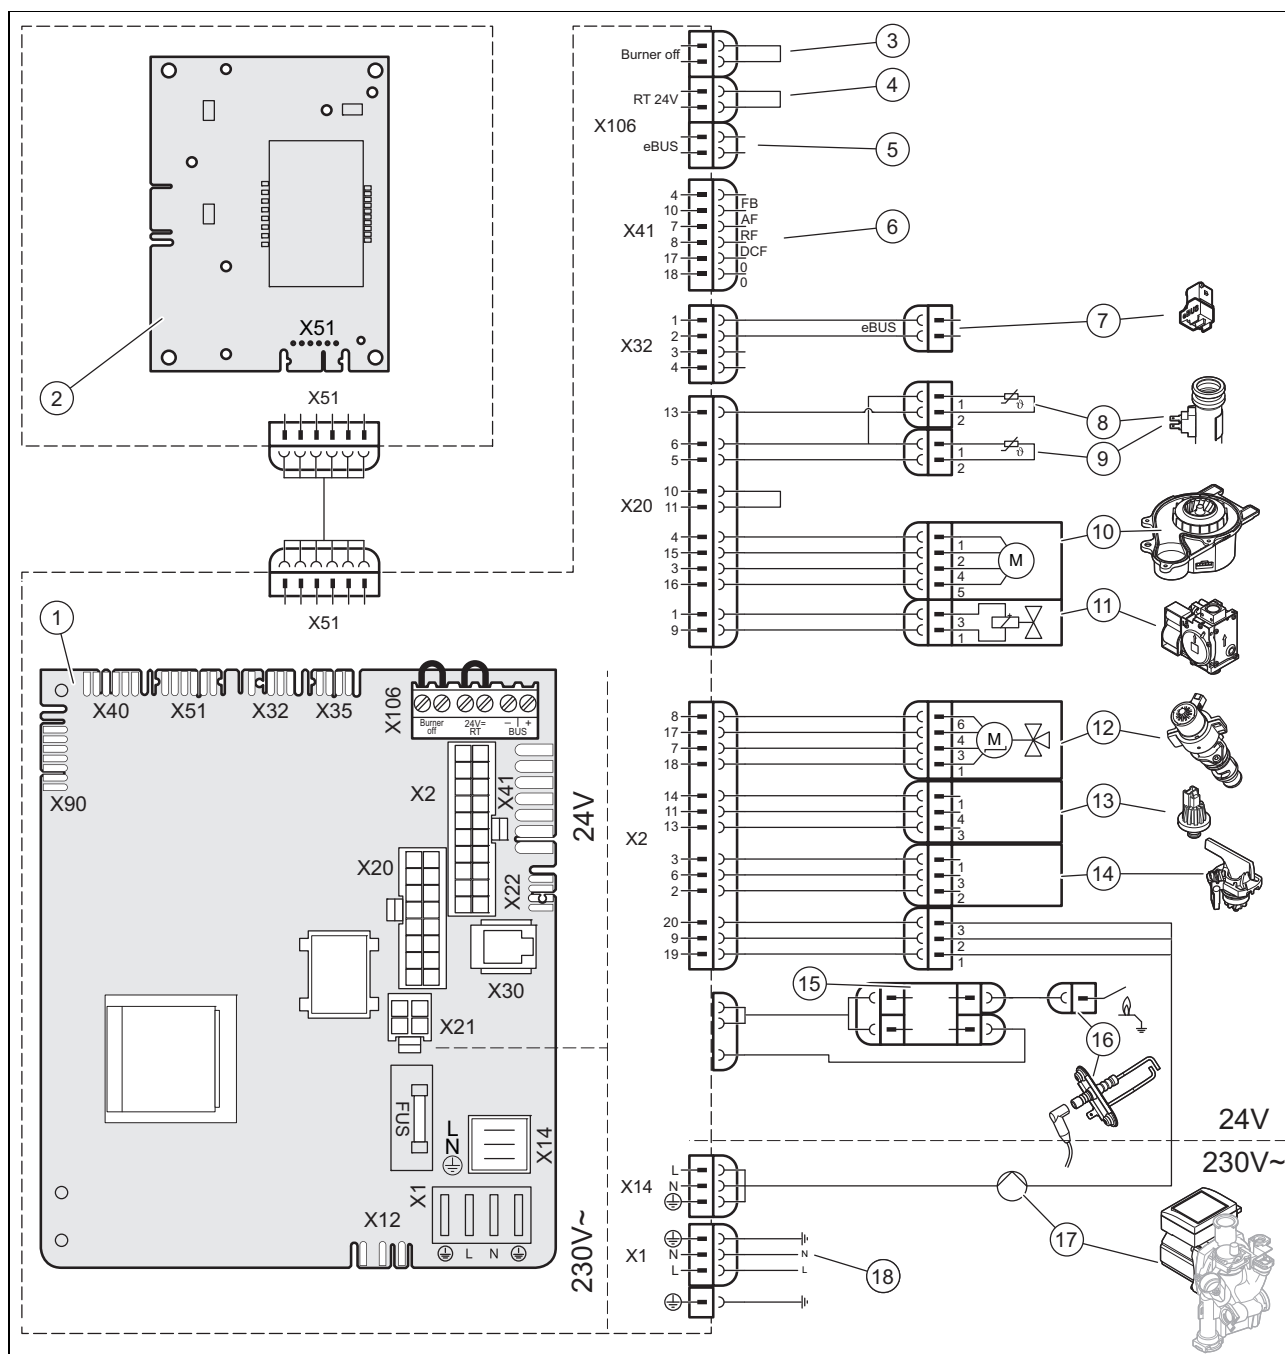 Burner off
3
RT 24V
4
X106
eBUS
5
4
10
7
8
17
18
X41
FB
AF
RF
DCF
0
0
6
X51
2
X51
X51
1
2
3
4
X32
eBUS
7
13
6
5
10
11
4
15
3
16
1
9
X20
1
2
ϑ
8
1
2
ϑ
9
1
2
4
5
M
10
3
1
11
8
17
7
18
14
11
13
3
6
2
20
9
19
X2
6
4
3
1
M
12
1
4
3
13
1
3
2
14
3
2
1
15
16
24V
230V~
X14
L
N
17
X1
N
L
N
L
18
1
X40
X51
X32
X35
X106
Burner
off
24V=
RT
– | +
BUS
X90
X2
X41
24V
X20
X22
C
X30
X21
FUS
L
N
X14
X1
X12
L
N
230V~